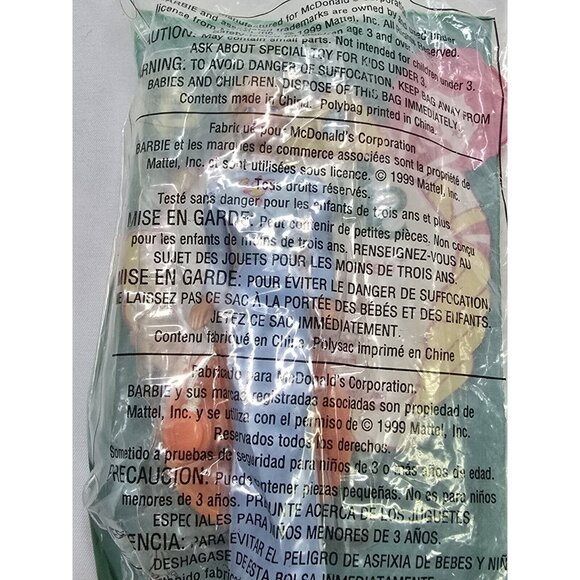 BARBIE and manufactured for McDonald's Corporation
license from trademarks are owned by and used under
Mattel, Inc. © 1999 Mattel, Inc. All Rights Reserved.
CAUTION: May contain small parts. Not intended for children under 3.
ASK ABOUT SPECIAL TOY FOR KIDS UNDER 3.
WARNING: TO AVOID DANGER OF SUFFOCATION, KEEP BAG AWAY FROM
BABIES AND CHILDREN. DISPOSE OF THIS BAG IMMEDIATELY.
Contents made in China. Polybag printed in China.
Fabriqué pour McDonald's Corporation
BARBIE et les marques de commerce associées sont la propriété de
Mattel, Inc. et sont utilisées sous licence. © 1999 Mattel, Inc.
Tous droits réservés.
Testé sans danger pour les enfants de trois ans et plus.
MISE EN GARDE: Peut contenir de petites pièces. Non conçu
pour les enfants de moins de trois ans. RENSEIGNEZ-VOUS AU
SUJET DES JOUETS POUR LES MOINS DE TROIS ANS.
MISE EN GARDE: POUR ÉVITER LE DANGER DE SUFFOCATION,
NE LAISSEZ PAS CE SAC À LA PORTÉE DES BÉBÉS ET DES ENFANTS.
JETEZ CE SAC IMMÉDIATEMENT.
Contenu fabriqué en China. Polysac imprimé en Chine
Fabricado para McDonald's Corporation.
BARBIE y sus marcas registradas asociadas son propiedad de
Mattel, Inc. y se utiliza con el permiso de © 1999 Mattel, Inc.
Reservados todos los derechos.
Sometido a pruebas de seguridad para niños de 3 o más años de edad.
PRECAUCION: Puede contener piezas pequeñas. No es para niños
menores de 3 años. PREGUNTE ACERCA DE LOS JUGUETES
ESPECIALES PARA NIÑOS MENORES DE 3 AÑOS.
PARA EVITAR EL PELIGRO DE ASFIXIA DE BEBES Y NIÑ
DESHAGASE DE ESTA BOLSA INMEDIATAMENTE